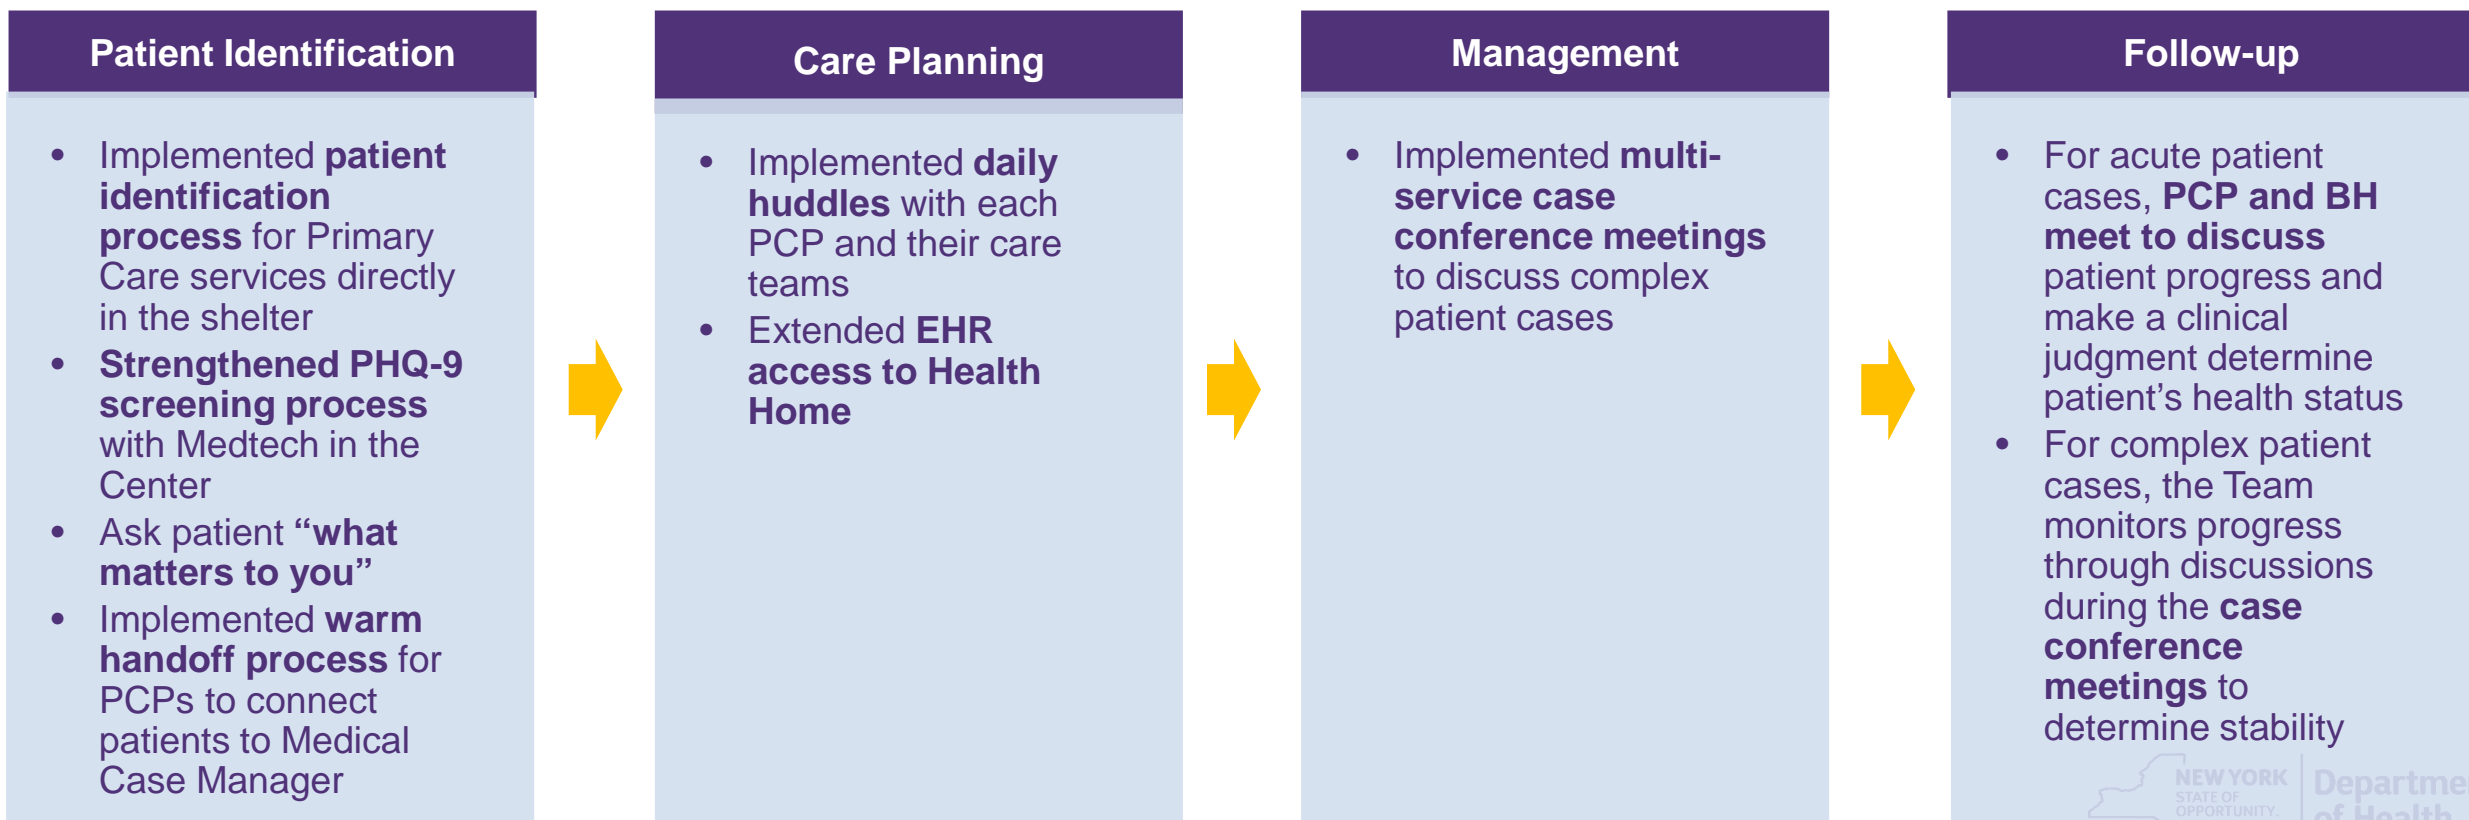 Patient Identification
• Implemented patient
identification
process for Primary
Care services directly
in the shelter
• Strengthened PHQ-9
screening process
with Medtech in the
Center
• Ask patient “what
matters to you”
• Implemented warm
handoff process for
PCPs to connect
patients to Medical
Case Manager
Care Planning
• Implemented daily
huddles with each
PCP and their care
teams
• Extended EHR
access to Health
Home
Management
• Implemented multi-
service case
conference meetings
to discuss complex
patient cases
Follow-up
• For acute patient
cases, PCP and BH
meet to discuss
patient progress and
make a clinical
judgment determine
patient’s health status
• For complex patient
cases, the Team
monitors progress
through discussions
during the case
conference
meetings to
determine stability
NEW YORK
STATE OF
OPPORTUNITY.
Departme
of Health